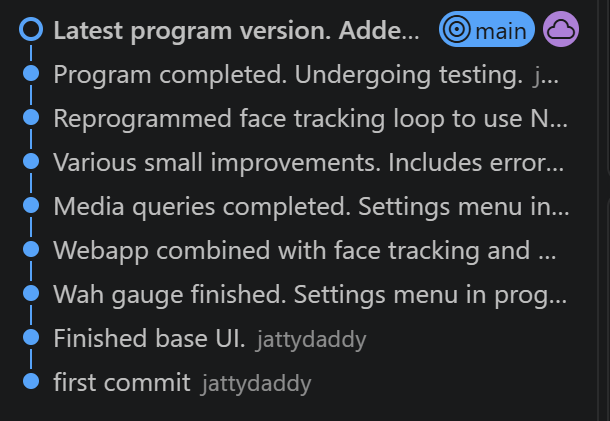 Latest program version. Adde... main
Program completed. Undergoing testing. j...
Reprogrammed face tracking loop to use N...
Various small improvements. Includes error...
Media queries completed. Settings menu in...
Webapp combined with face tracking and ...
Wah gauge finished. Settings menu in prog...
Finished base UI. jattydaddy
first commit jattydaddy